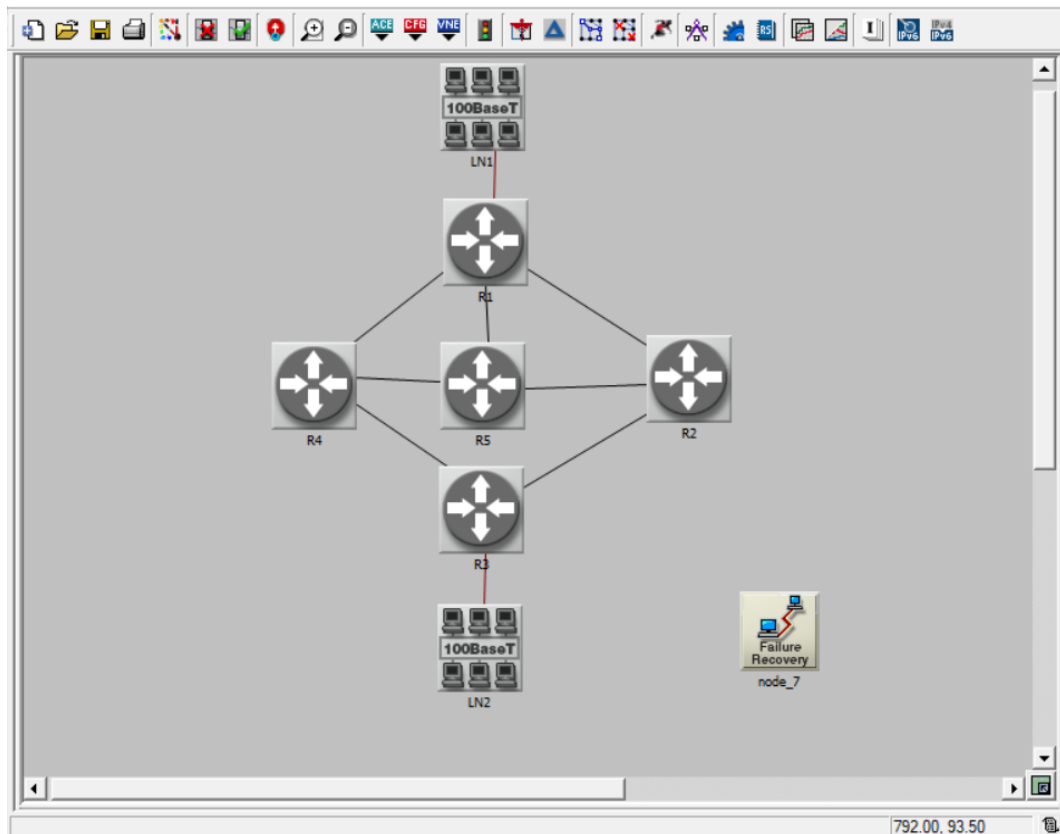 ACE CFG VNE RS I IPv6 IPv4 IPv6
100BaseT
LN1
R1
R4
R5
R2
R3
100BaseT
LN2
Failure
Recovery
node_7
792.00, 93.50